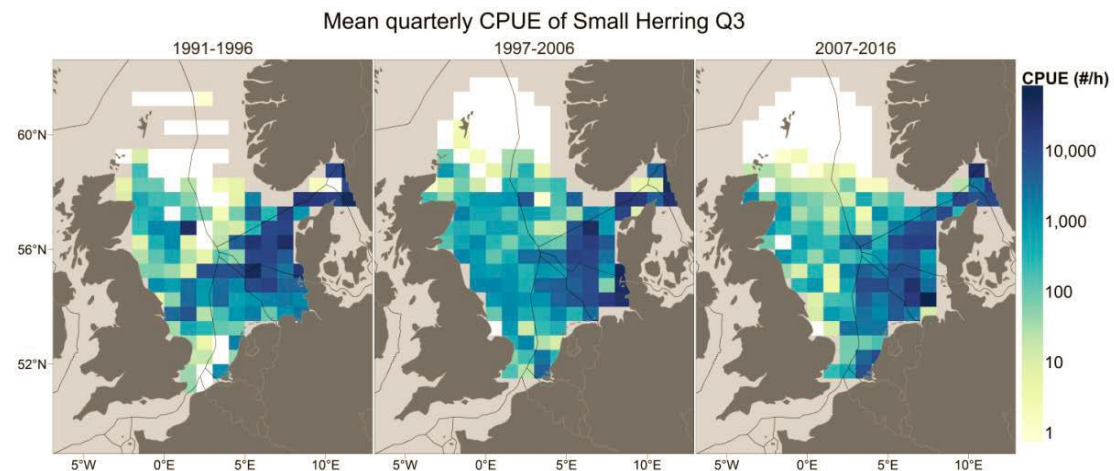 Mean quarterly CPUE of Small Herring Q3
1991-1996 1997-2006 2007-2016
CPUE (#/h)
60°N
10,000
1,000
56°N
100
10
52°N
1
5°W 0°E 5°E 10°E 5°W 0°E 5°E 10°E 5°W 0°E 5°E 10°E